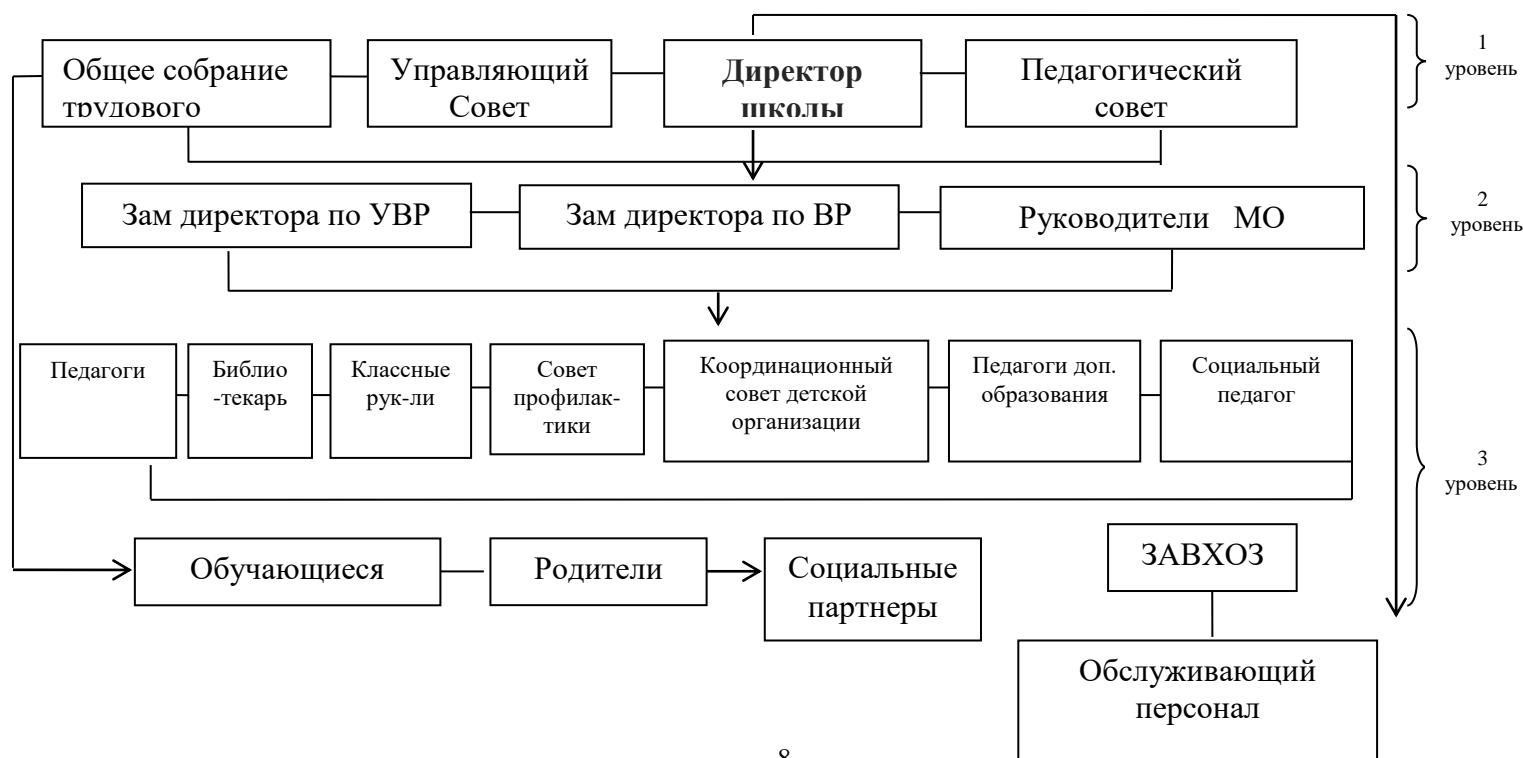 Общее собрание
трудового
Управляющий
Совет
Директор
школы
Педагогический
совет
1
уровень
Зам директора по УВР
Зам директора по ВР
Руководители МО
2
уровень
Педагоги
Библио
-текарь
Классные
рук-ли
Совет
профилак-
тики
Координационный
совет детской
организации
Педагоги доп.
образования
Социальный
педагог
3
уровень
Обучающиеся
Родители
Социальные
партнеры
ЗАВХОЗ
Обслуживающий
персонал
8